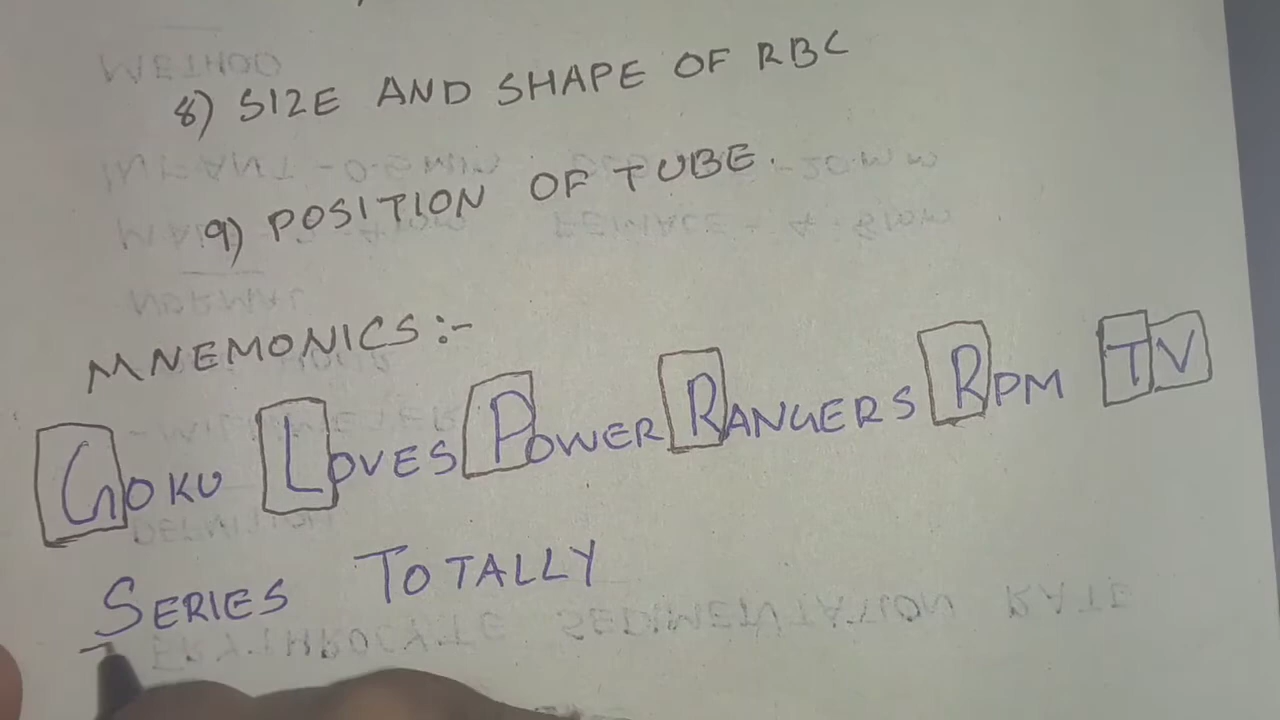 8) SIZE AND SHAPE OF RBC
9) POSITION OF TUBE.
MNEMONICS:-
GOKU LOVES POWER RANGERS RPM TV
SERIES TOTALLY